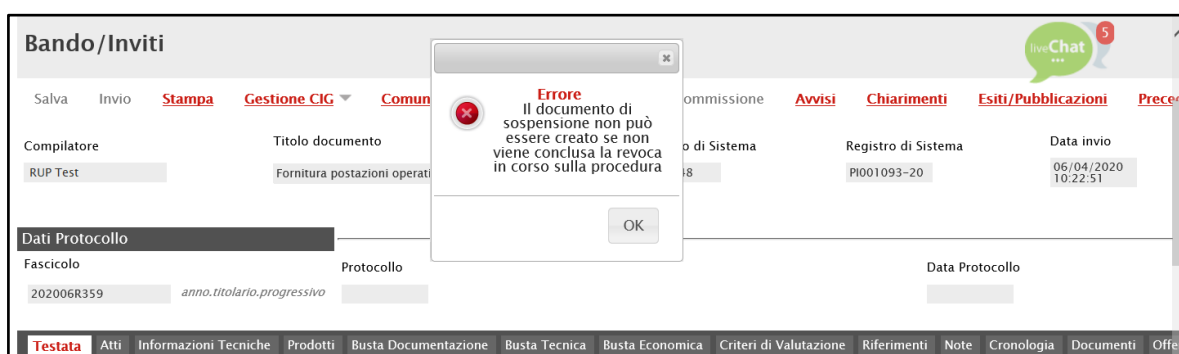 Bando/Inviti
liveChat
5
Salva Invio Stampa Gestione CIG Comun ommissione Avvisi Chiarimenti Esiti/Pubblicazioni Prece
Errore
Il documento di
sospensione non può
essere creato se non
viene conclusa la revoca
in corso sulla procedura
OK
Compilatore Titolo documento o di Sistema Registro di Sistema Data invio
RUP Test Fornitura postazioni operati 48 PI001093-20 06/04/2020
10:22:51
Dati Protocollo
Fascicolo Protocollo Data Protocollo
202006R359 anno.titolario.progressivo
Testata Atti Informazioni Tecniche Prodotti Busta Documentazione Busta Tecnica Busta Economica Criteri di Valutazione Riferimenti Note Cronologia Documenti Offe